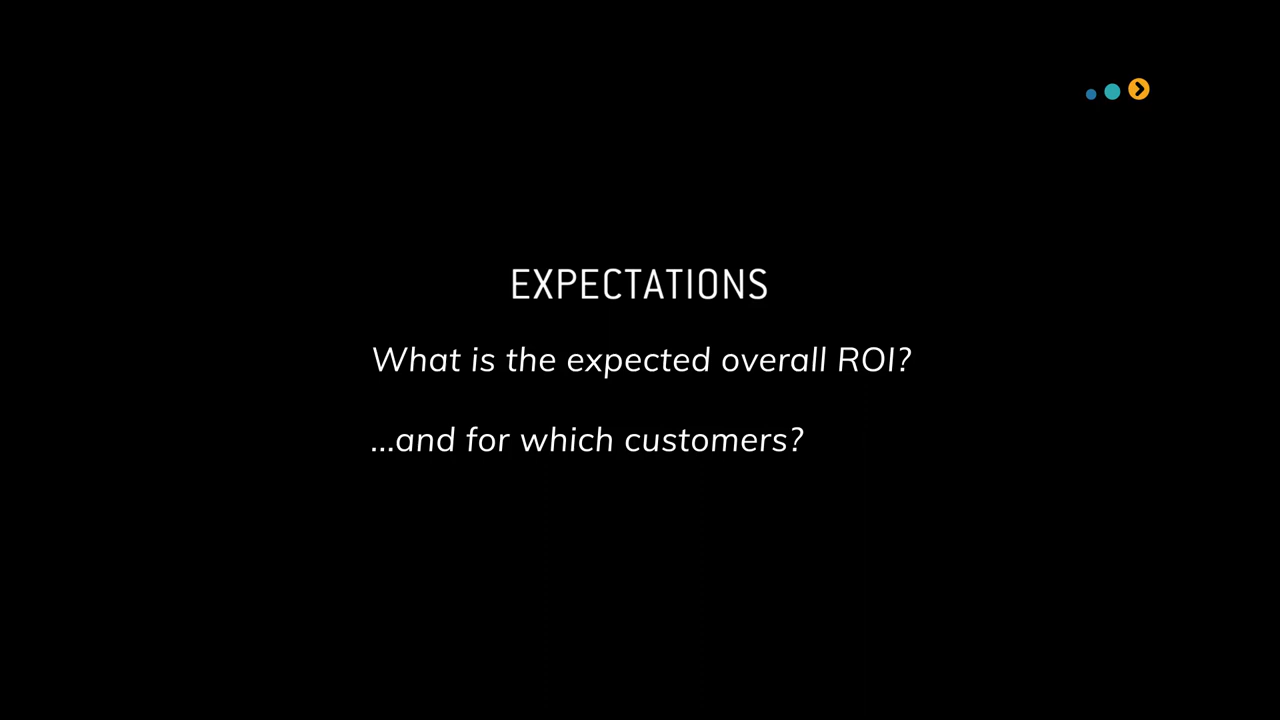 EXPECTATIONS
What is the expected overall ROI?
...and for which customers?